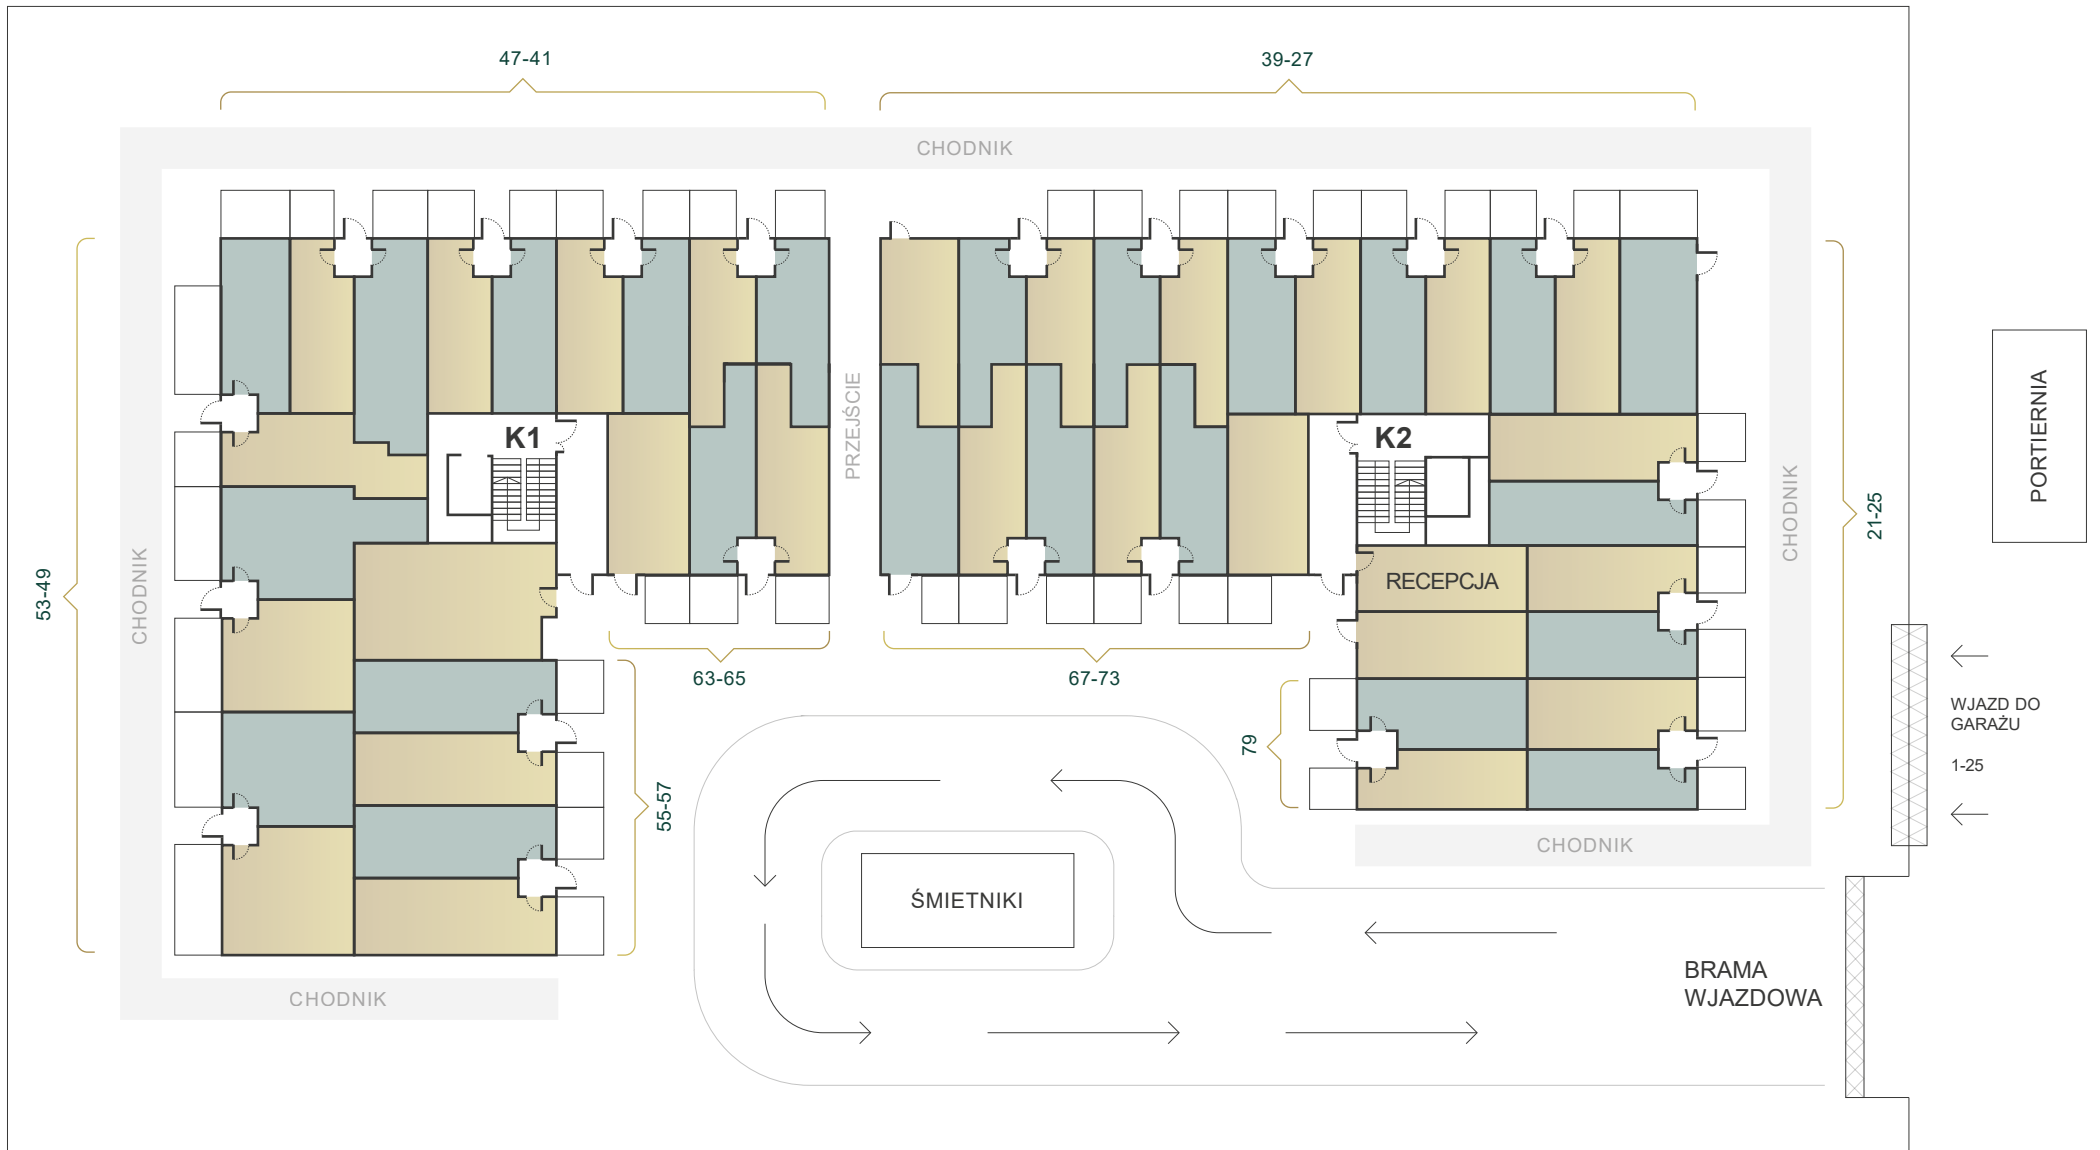 47-41
39-27
CHODNIK
K1
PRZEJŚCIE
K2
CHODNIK
21-25
PORTIERNIA
53-49
CHODNIK
RECEPCJA
63-65
67-73
79
55-57
WJAZD DO
GARAŻU
1-25
CHODNIK
ŚMIETNIKI
BRAMA
WJAZDOWA
CHODNIK